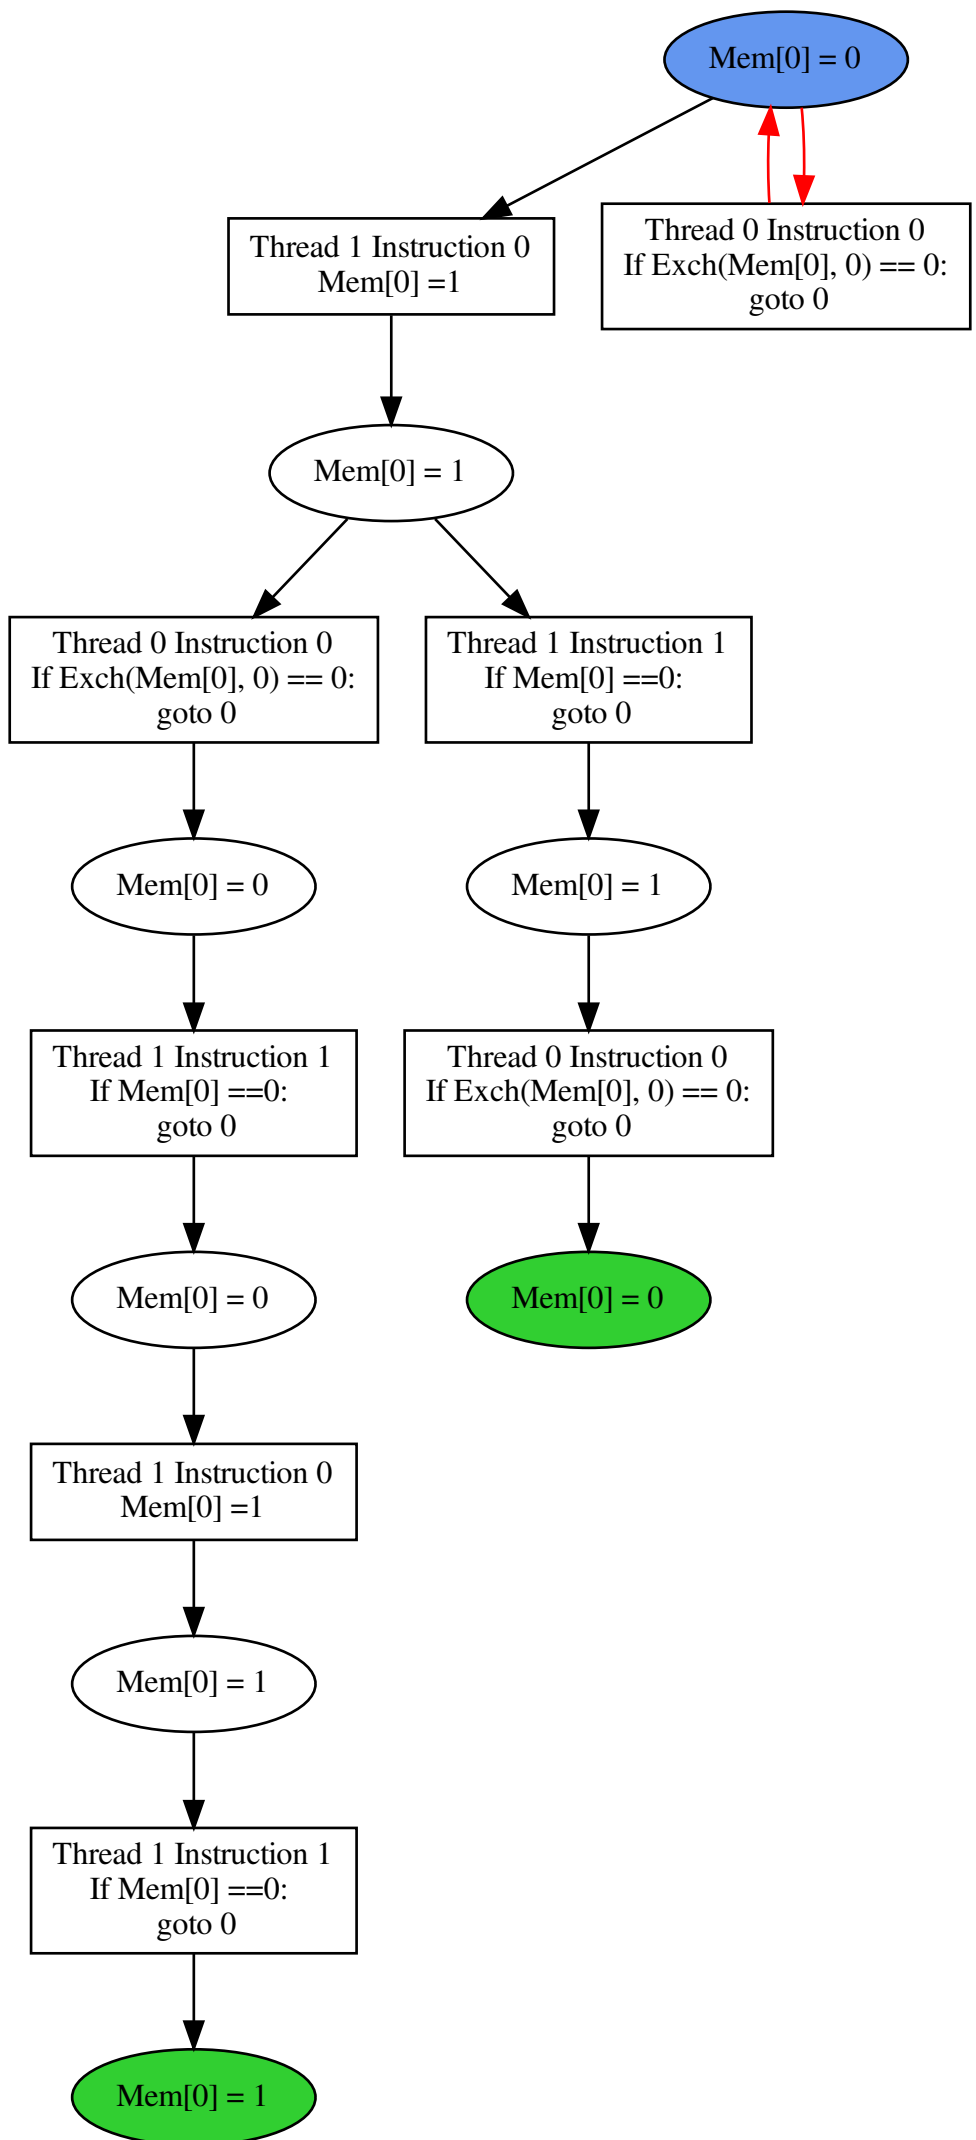 Mem[0] = 0
Thread 1 Instruction 0
Mem[0] =1
Thread 0 Instruction 0
If Exch(Mem[0], 0) == 0:
goto 0
Mem[0] = 1
Thread 0 Instruction 0
If Exch(Mem[0], 0) == 0:
goto 0
Thread 1 Instruction 1
If Mem[0] ==0:
goto 0
Mem[0] = 0
Mem[0] = 1
Thread 1 Instruction 1
If Mem[0] ==0:
goto 0
Thread 0 Instruction 0
If Exch(Mem[0], 0) == 0:
goto 0
Mem[0] = 0
Mem[0] = 0
Thread 1 Instruction 0
Mem[0] =1
Mem[0] = 1
Thread 1 Instruction 1
If Mem[0] ==0:
goto 0
Mem[0] = 1